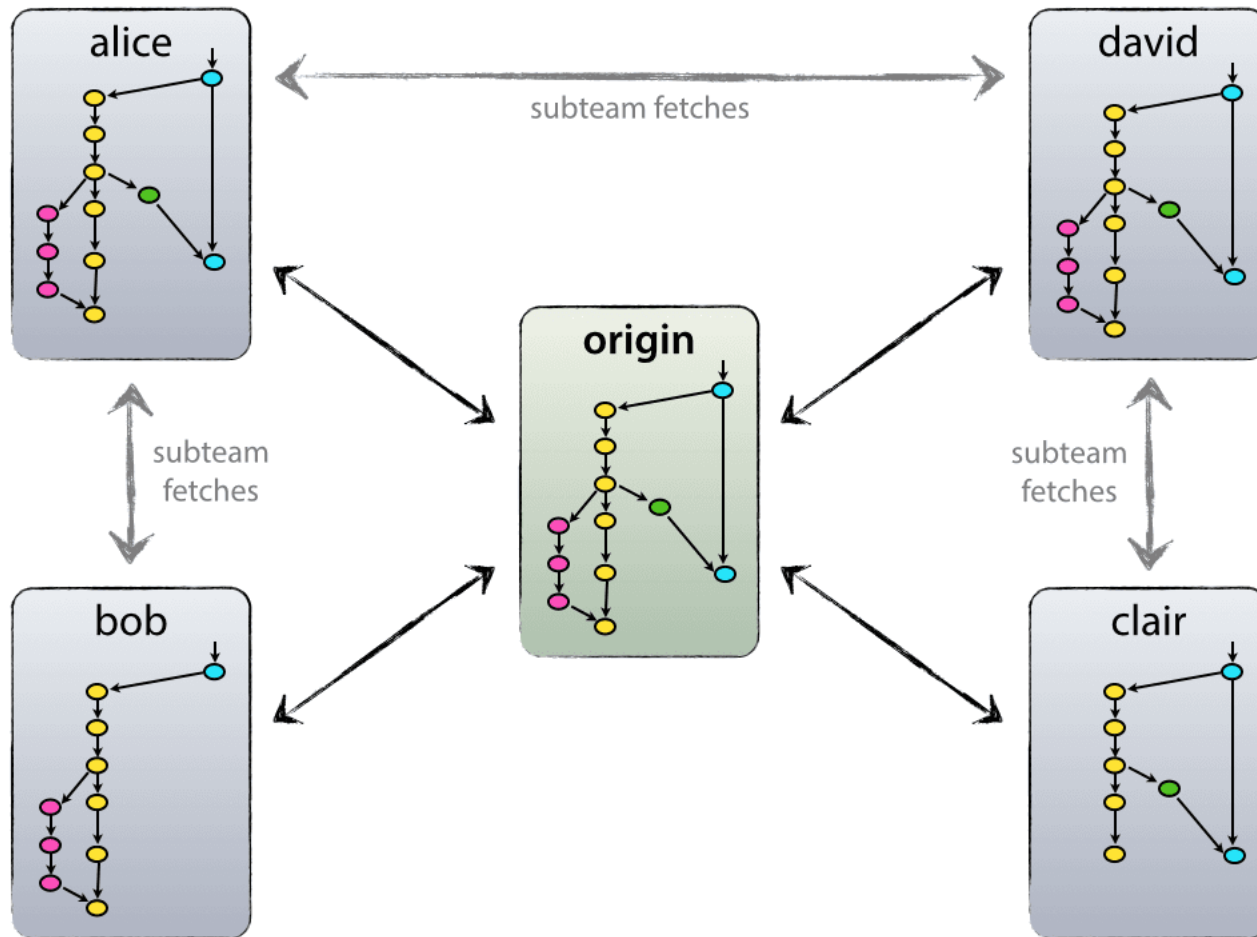 alice
david
subteam fetches
origin
subteam
fetches
subteam
fetches
bob
clair